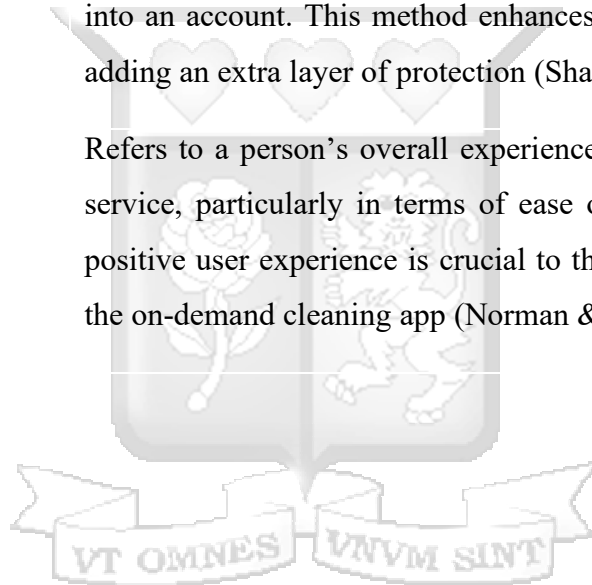 into an account. This method enhances
adding an extra layer of protection (Sha
Refers to a person’s overall experience
service, particularly in terms of ease
positive user experience is crucial to
the on-demand cleaning app (Norman &
VT OMNES VNVM SINT